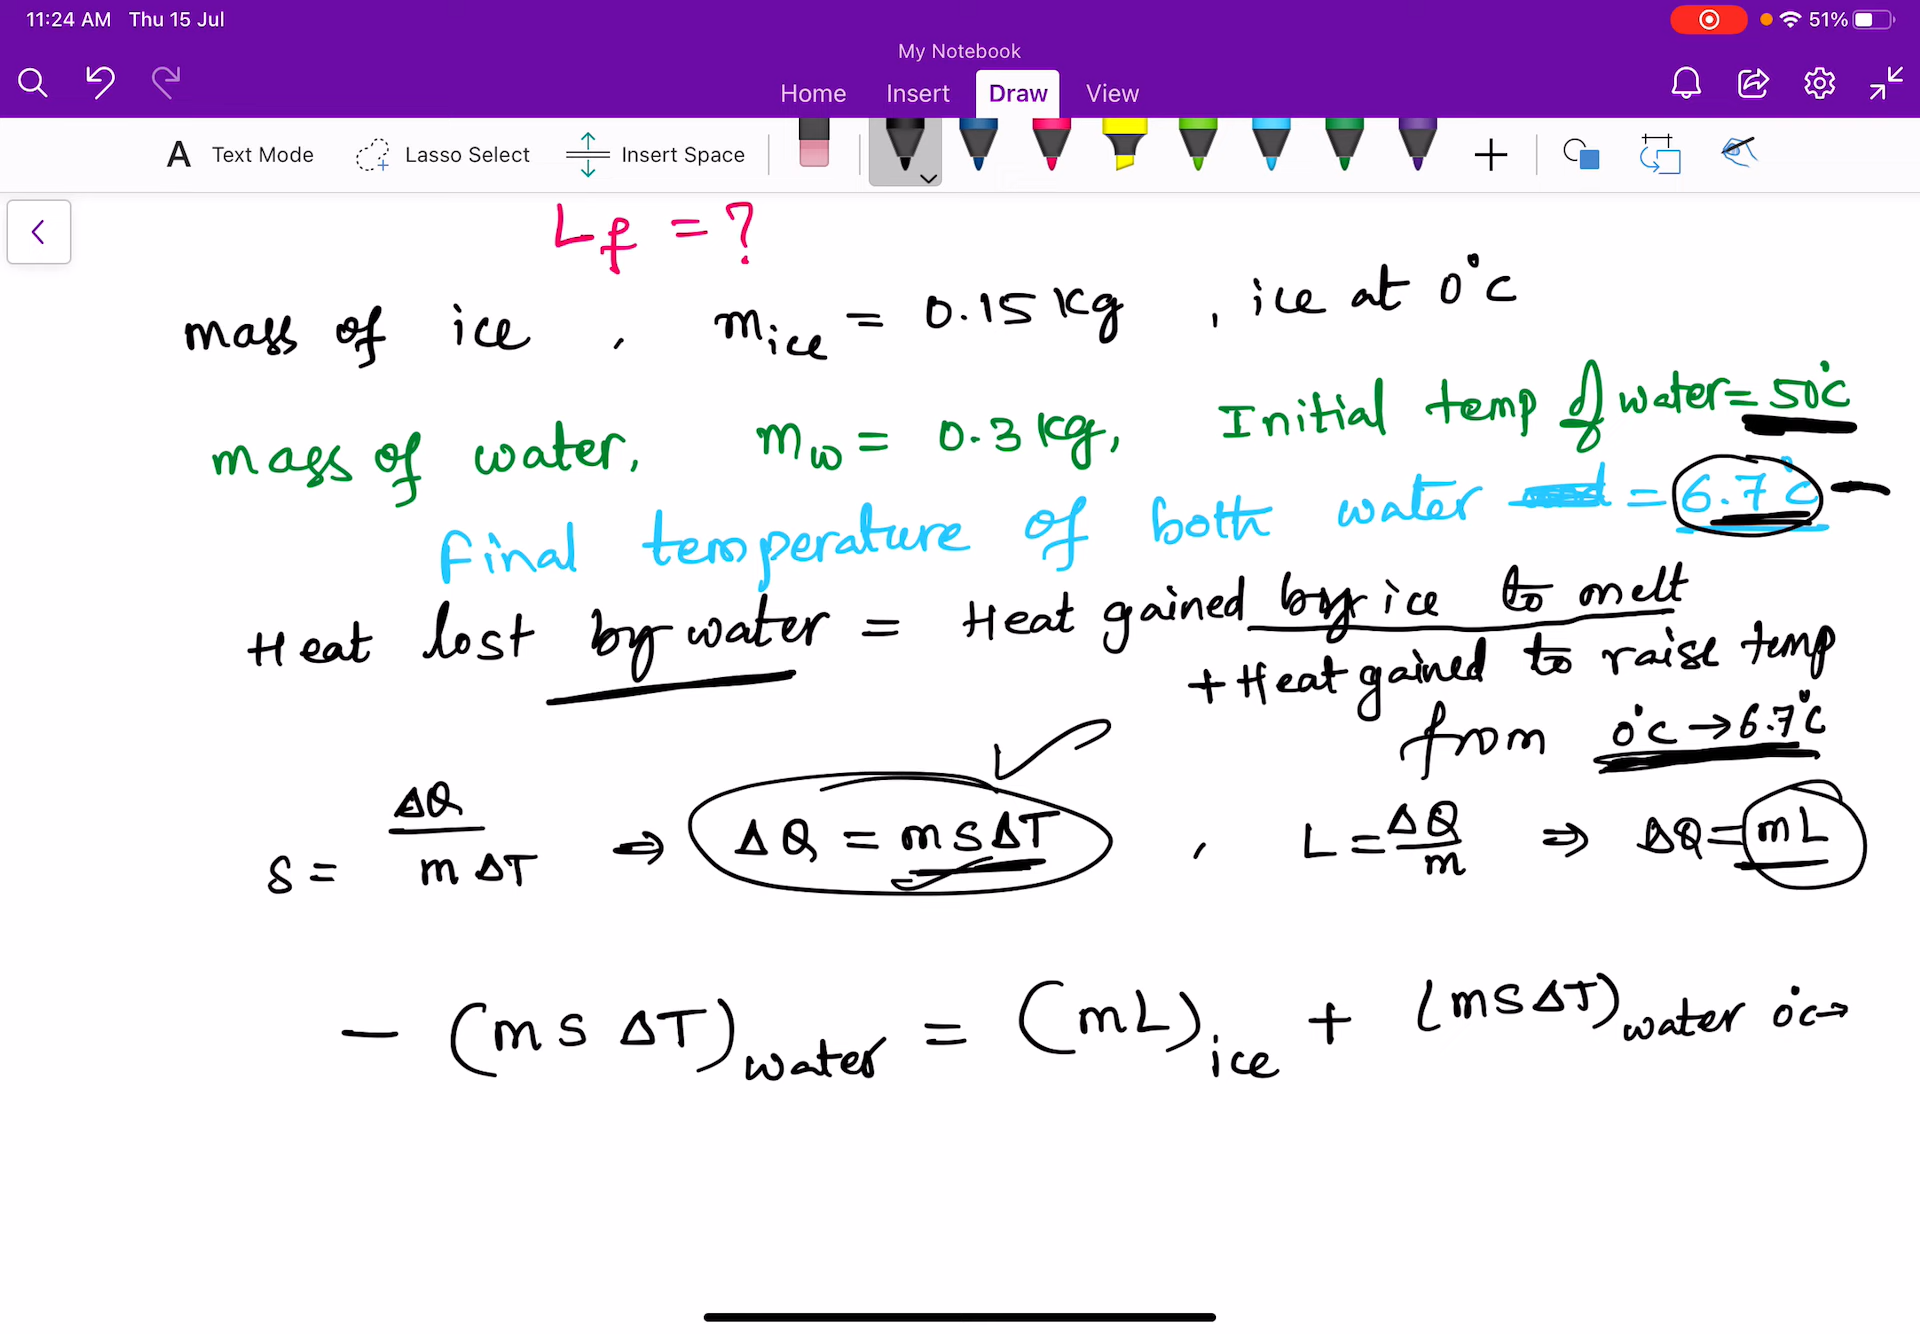 11:24 AM Thu 15 Jul 51%
My Notebook
Home Insert Draw View
A Text Mode Lasso Select Insert Space
Lf = ?
mass of ice , mice = 0.15 Kg , ice at 0°C
mass of water, mw = 0.3 kg, Initial temp of water = 50°C
Final temperature of both water = 6.7°C –
Heat lost by water = Heat gained by ice to melt
+ Heat gained to raise temp
from 0°C → 6.7°C
S = ΔQ / m ΔT ⇒ ΔQ = m S ΔT , L = ΔQ / m ⇒ ΔQ = mL
– (m S ΔT)water = (mL)ice + (m S ΔT)water 0°C→